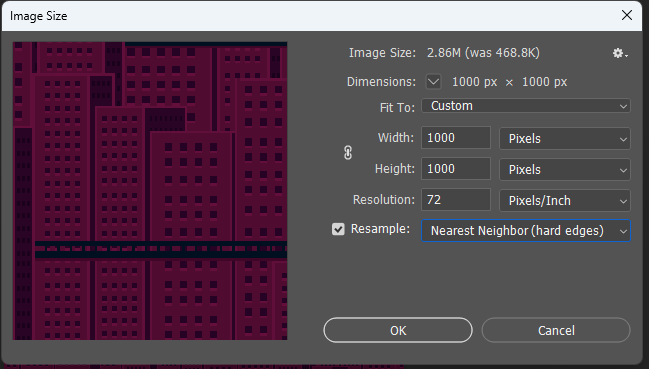 Image Size
Image Size: 2.86M (was 468.8K)
Dimensions: 1000 px × 1000 px
Fit To: Custom
Width: 1000 Pixels
Height: 1000 Pixels
Resolution: 72 Pixels/Inch
Resample: Nearest Neighbor (hard edges)
OK Cancel